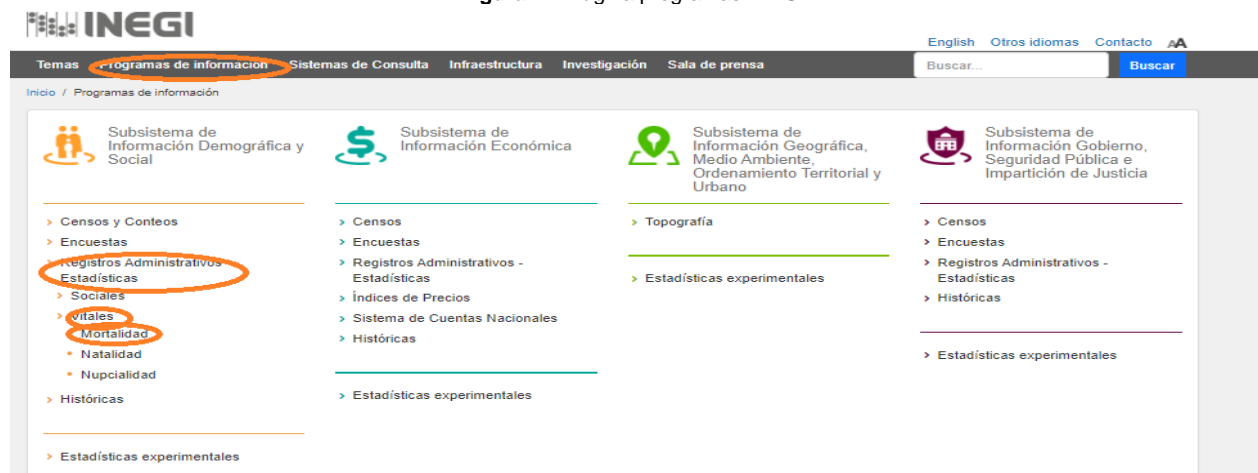 INEGI
English Otros idiomas Contacto AA
Temas Programas de información Sistemas de Consulta Infraestructura Investigación Sala de prensa Buscar... Buscar
Inicio / Programas de información
Subsistema de
Información Demográfica y
Social
Subsistema de
Información Económica
Subsistema de
Información Geográfica,
Medio Ambiente,
Ordenamiento Territorial y
Urbano
Subsistema de
Información Gobierno,
Seguridad Pública e
Impartición de Justicia
Censos y Conteos
Encuestas
Registros Administrativos
Estadísticas
Sociales
Vitales
Mortalidad
Natalidad
Nupcialidad
Históricas
Estadísticas experimentales
Censos
Encuestas
Registros Administrativos -
Estadísticas
Índices de Precios
Sistema de Cuentas Nacionales
Históricas
Estadísticas experimentales
Topografía
Estadísticas experimentales
Censos
Encuestas
Registros Administrativos -
Estadísticas
Históricas
Estadísticas experimentales